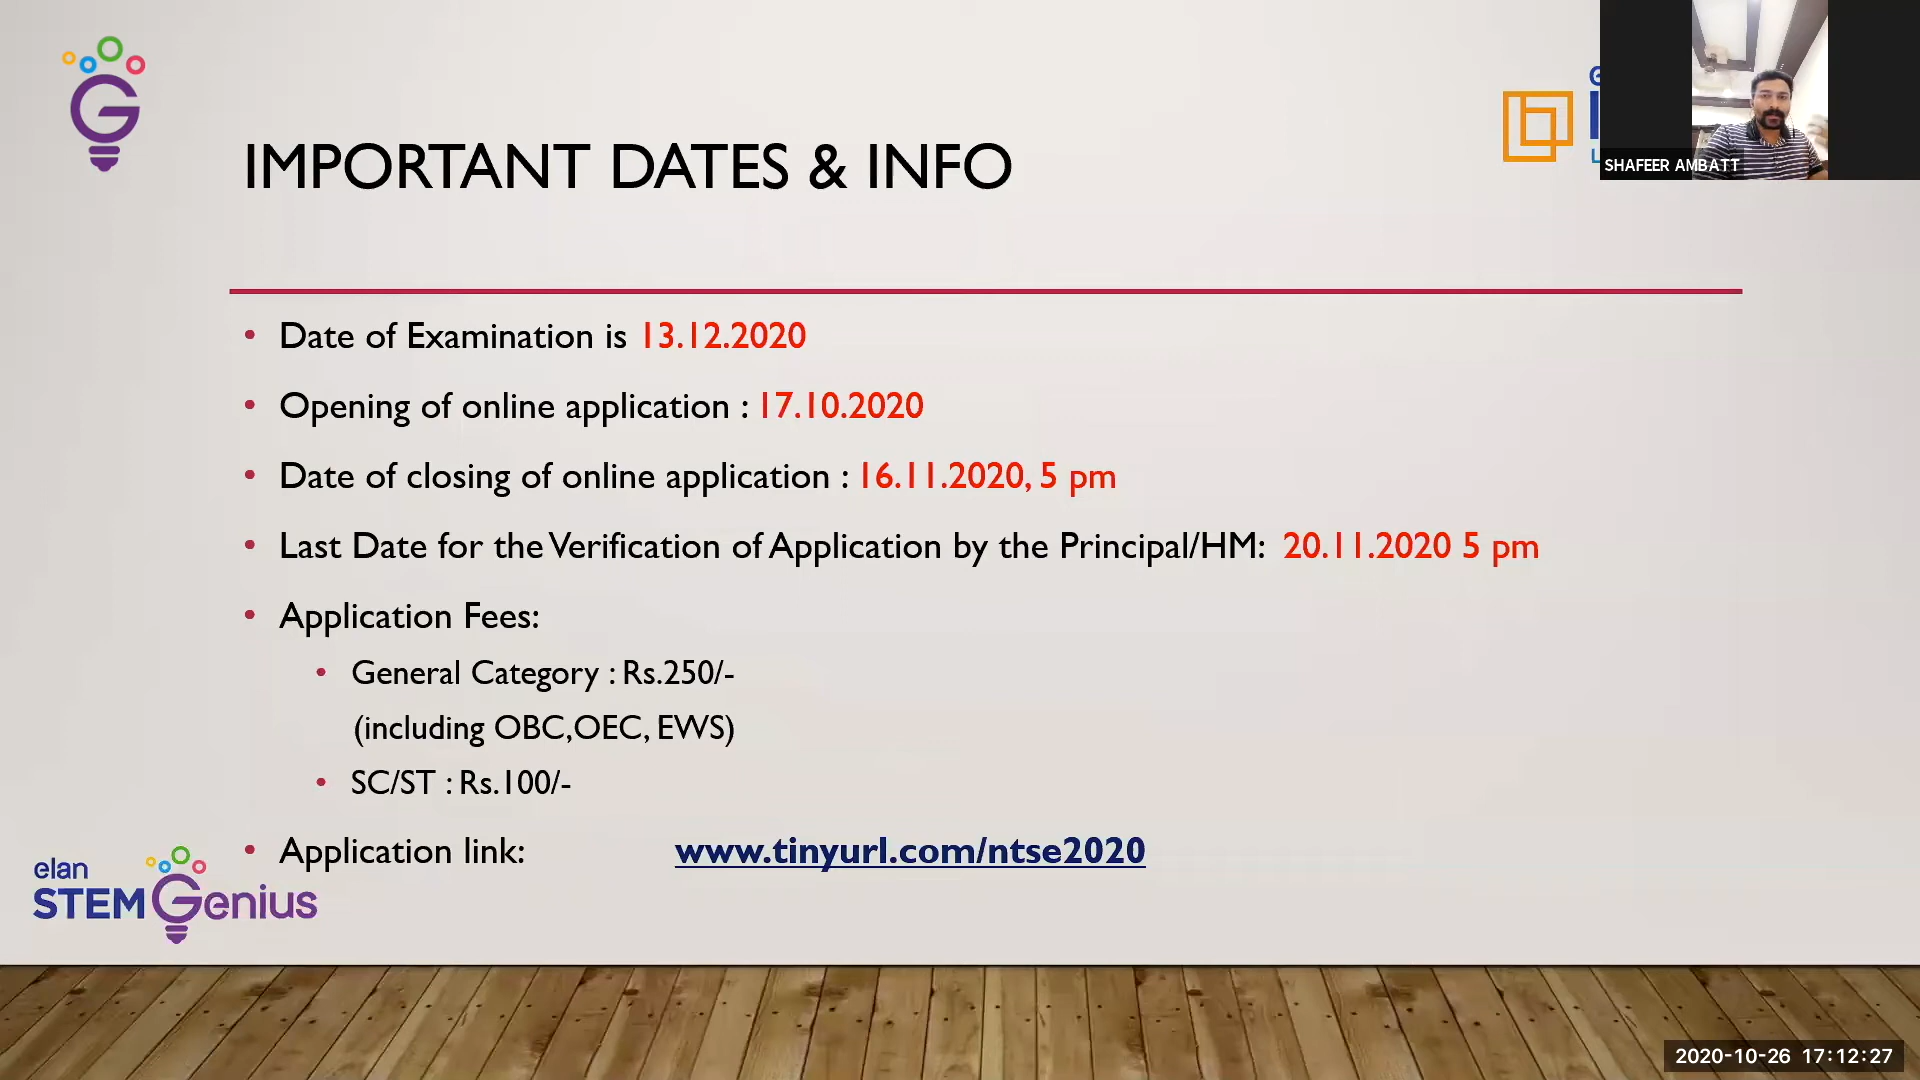 IMPORTANT DATES & INFO
SHAFEER AMBATT
• Date of Examination is 13.12.2020
• Opening of online application : 17.10.2020
• Date of closing of online application : 16.11.2020, 5 pm
• Last Date for the Verification of Application by the Principal/HM: 20.11.2020 5 pm
• Application Fees:
• General Category : Rs.250/-
(including OBC,OEC, EWS)
• SC/ST : Rs.100/-
• Application link: www.tinyurl.com/ntse2020
elan
STEM Genius
2020-10-26 17:12:27